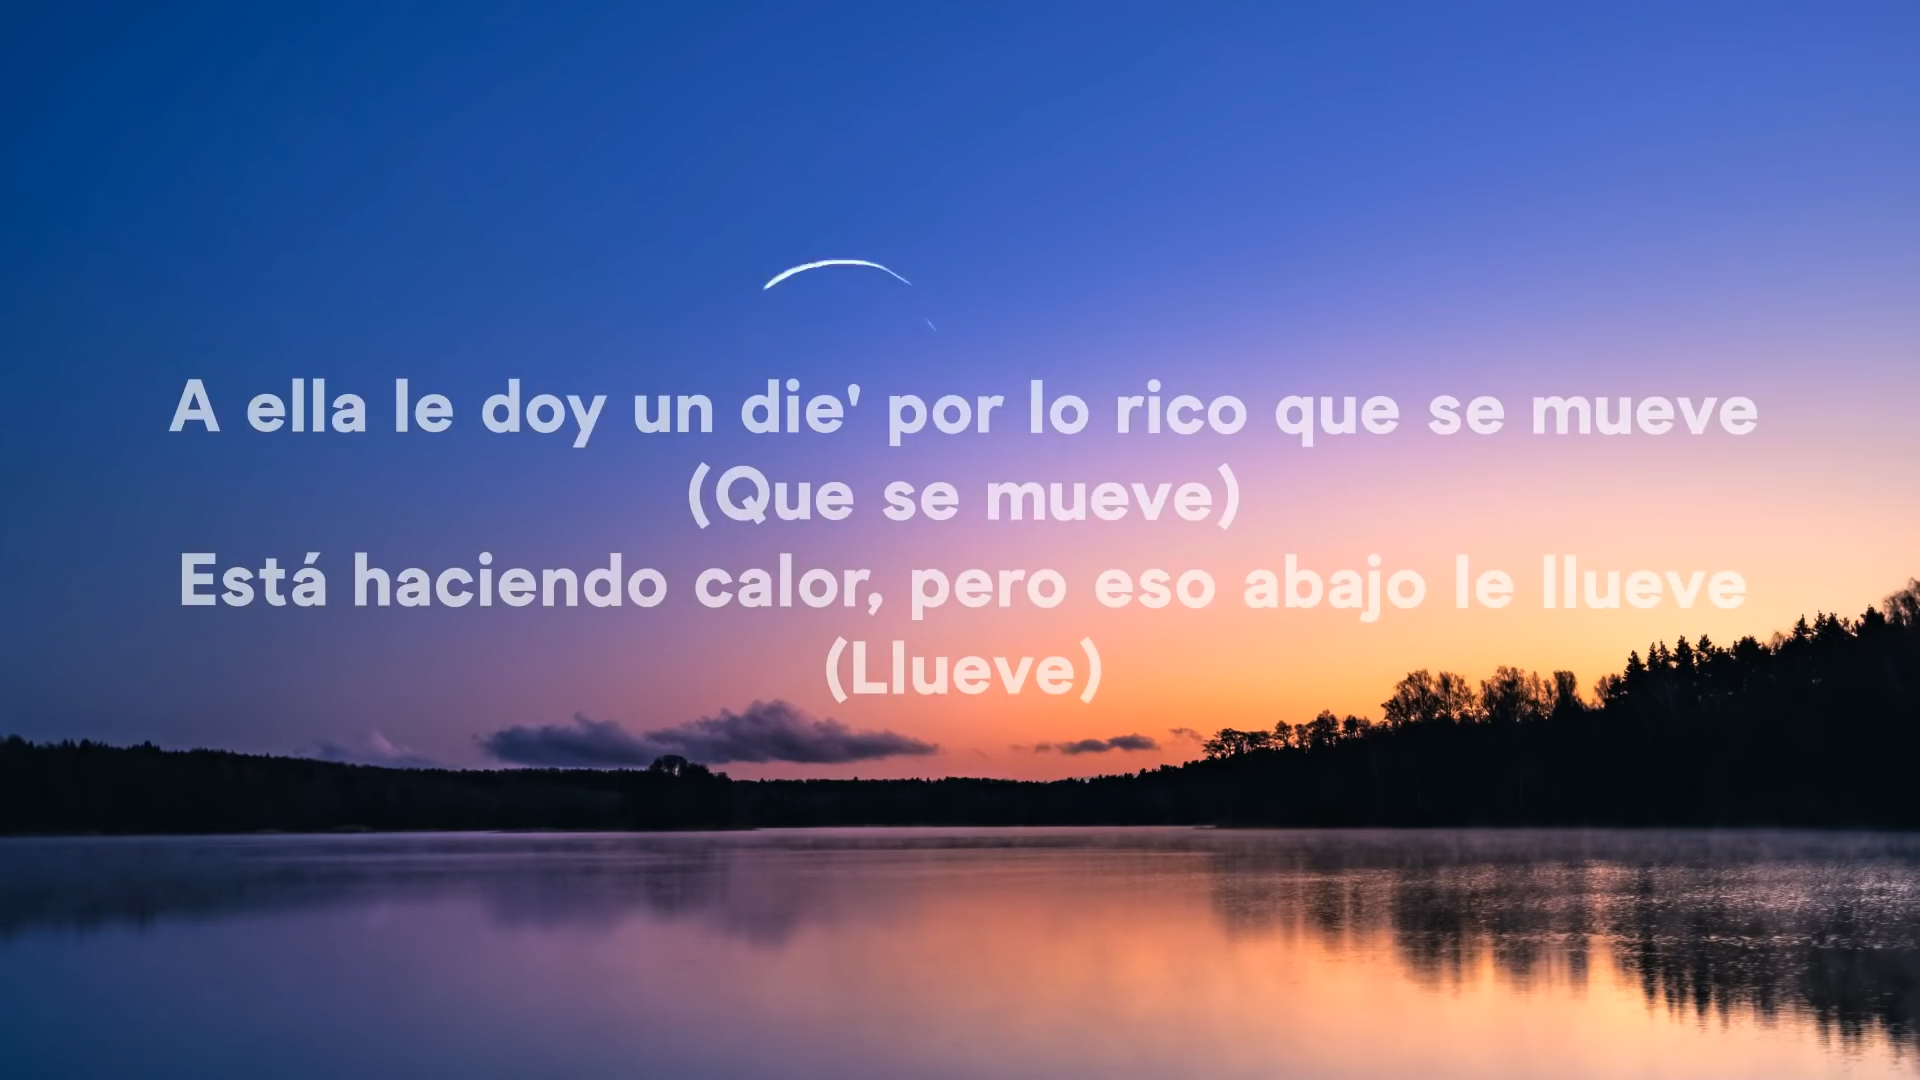 A ella le doy un die' por lo rico que se mueve
(Que se mueve)
Está haciendo calor, pero eso abajo le llueve
(Llueve)